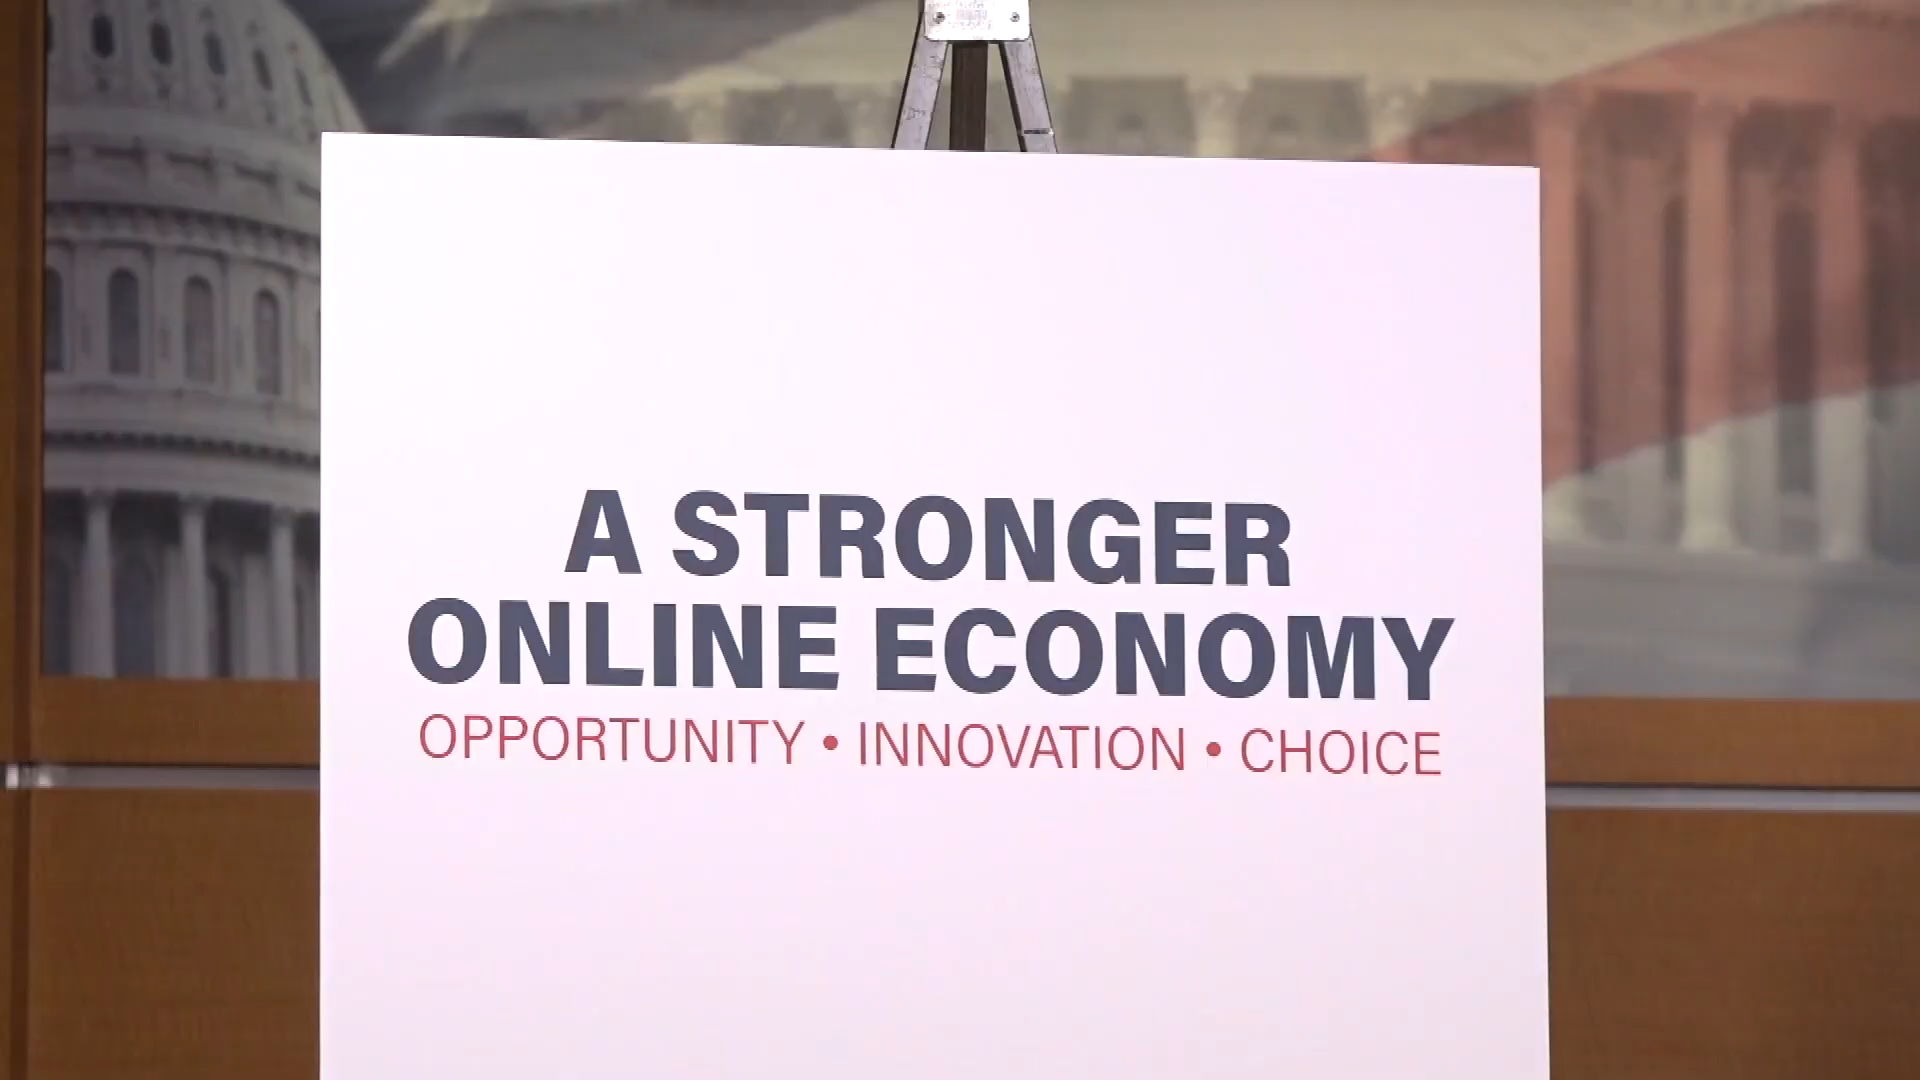 A STRONGER
ONLINE ECONOMY
OPPORTUNITY • INNOVATION • CHOICE